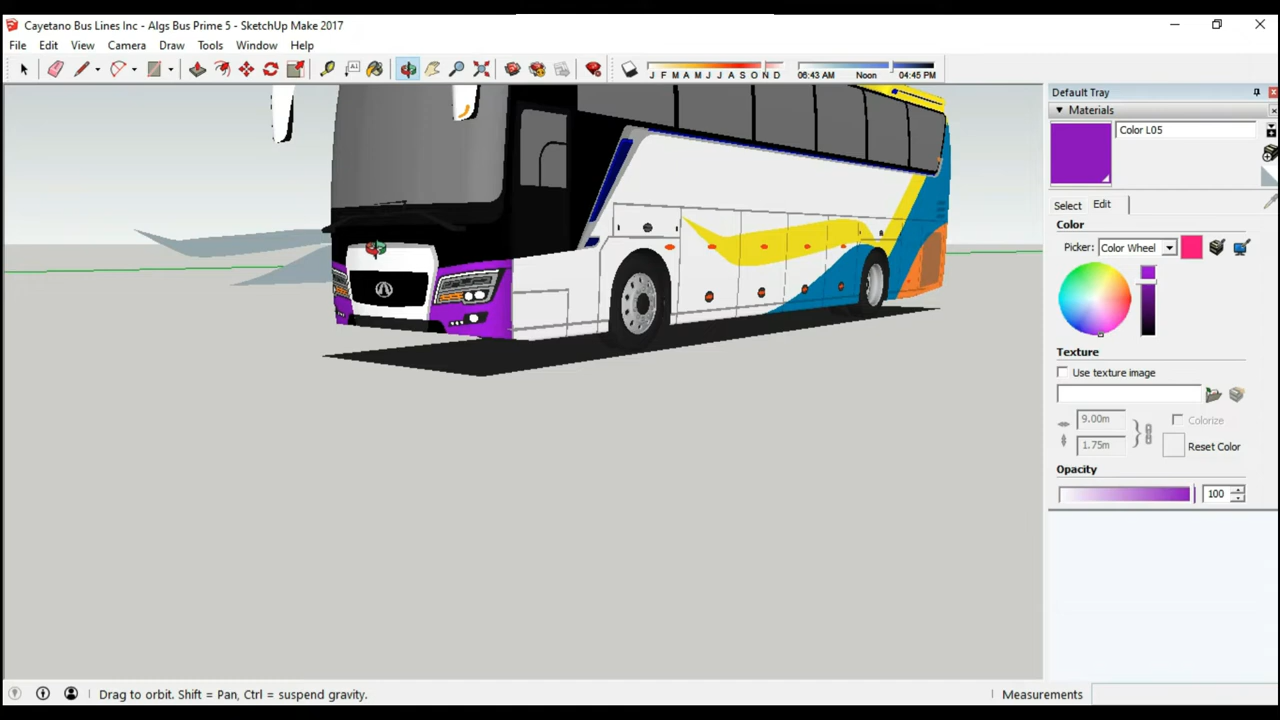 Cayetano Bus Lines Inc - Algs Bus Prime 5 - SketchUp Make 2017
File Edit View Camera Draw Tools Window Help
J F M A M J J A S O N D 06:43 AM Noon 04:45 PM
Default Tray
Materials
Color L05
Select Edit
Color
Picker: Color Wheel
Texture
Use texture image
9.00m
Colorize
1.75m
Reset Color
Opacity
100
Drag to orbit. Shift = Pan, Ctrl = suspend gravity.
Measurements